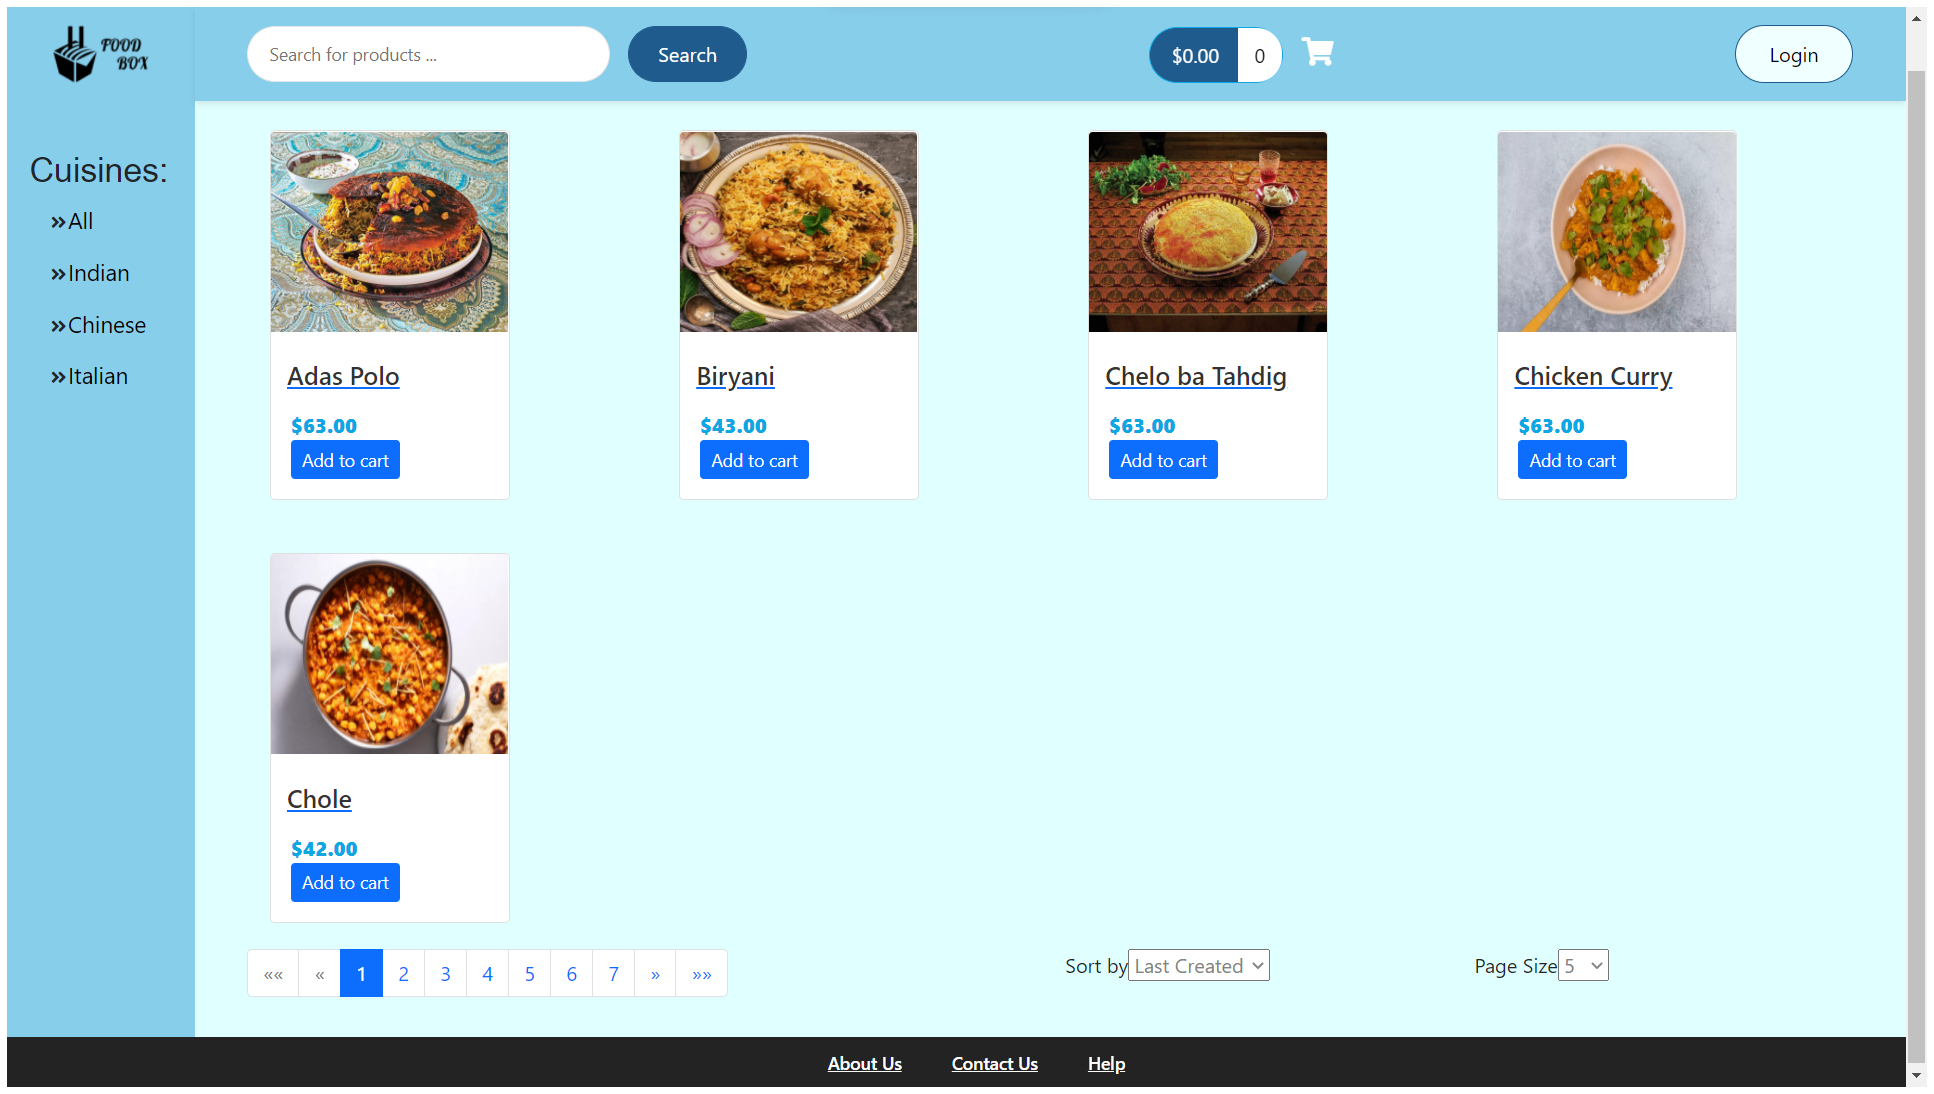 FOOD BOX
Search for products ...
Search
$0.00 0
Login
Cuisines:
»All
»Indian
»Chinese
»Italian
Adas Polo
$63.00
Add to cart
Biryani
$43.00
Add to cart
Chelo ba Tahdig
$63.00
Add to cart
Chicken Curry
$63.00
Add to cart
Chole
$42.00
Add to cart
«« « 1 2 3 4 5 6 7 » »»
Sort by Last Created
Page Size 5
About Us Contact Us Help